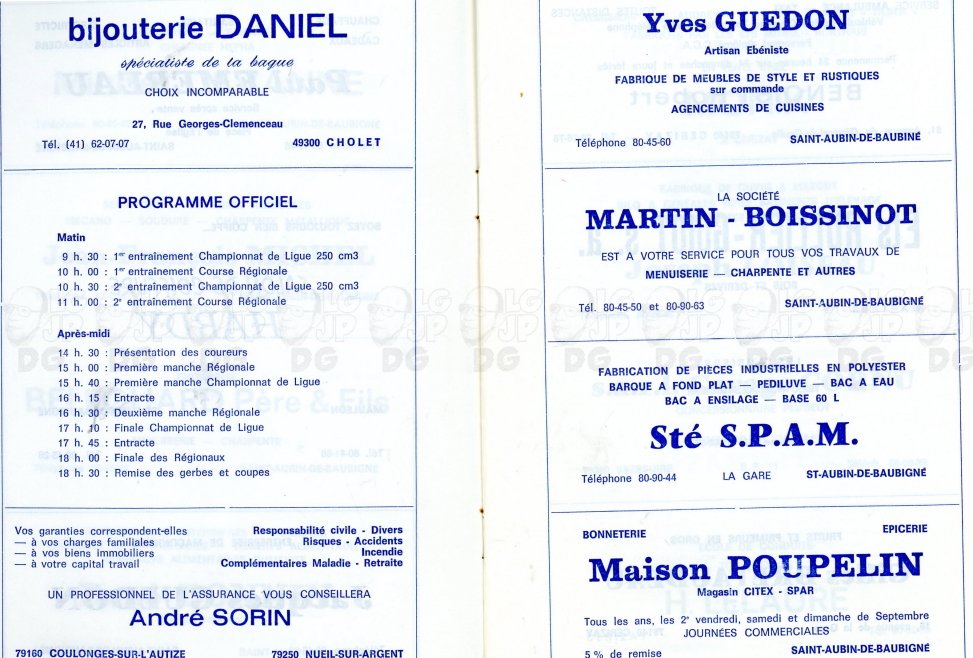 bijouterie DANIEL
spécialiste de la bague
CHOIX INCOMPARABLE
27, Rue Georges-Clemenceau
Tél. (41) 62-07-07 49300 CHOLET
PROGRAMME OFFICIEL
Matin
9 h. 30 : 1er entraînement Championnat de Ligue 250 cm3
10 h. 00 : 1er entraînement Course Régionale
10 h. 30 : 2e entraînement Championnat de Ligue 250 cm3
11 h. 00 : 2e entraînement Course Régionale
Après-midi
14 h. 30 : Présentation des coureurs
15 h. 00 : Première manche Régionale
15 h. 40 : Première manche Championnat de Ligue
16 h. 15 : Entracte
16 h. 30 : Deuxième manche Régionale
17 h. 10 : Finale Championnat de Ligue
17 h. 45 : Entracte
18 h. 00 : Finale des Régionaux
18 h. 30 : Remise des gerbes et coupes
Vos garanties correspondent-elles Responsabilité civile - Divers
— à vos charges familiales Risques - Accidents
— à vos biens immobiliers Incendie
— à votre capital travail Complémentaires Maladie - Retraite
UN PROFESSIONNEL DE L'ASSURANCE VOUS CONSEILLERA
André SORIN
79160 COULONGES-SUR-L'AUTIZE 79250 NUEIL-SUR-ARGENT
Yves GUEDON
Artisan Ebéniste
FABRIQUE DE MEUBLES DE STYLE ET RUSTIQUES
sur commande
AGENCEMENTS DE CUISINES
Téléphone 80-45-60 SAINT-AUBIN-DE-BAUBINÉ
LA SOCIÉTÉ
MARTIN - BOISSINOT
EST A VOTRE SERVICE POUR TOUS VOS TRAVAUX DE
MENUISERIE — CHARPENTE ET AUTRES
Tél. 80-45-50 et 80-90-63 SAINT-AUBIN-DE-BAUBIGNÉ
FABRICATION DE PIÈCES INDUSTRIELLES EN POLYESTER
BARQUE A FOND PLAT — PEDILUVE — BAC A EAU
BAC A ENSILAGE — BASE 60 L
Sté S.P.A.M.
Téléphone 80-90-44 LA GARE ST-AUBIN-DE-BAUBIGNÉ
BONNETERIE EPICERIE
Maison POUPELIN
Magasin CITEX - SPAR
Tous les ans, les 2e vendredi, samedi et dimanche de Septembre
JOURNÉES COMMERCIALES
5 % de remise SAINT-AUBIN-DE-BAUBIGNÉ
LG JP DG